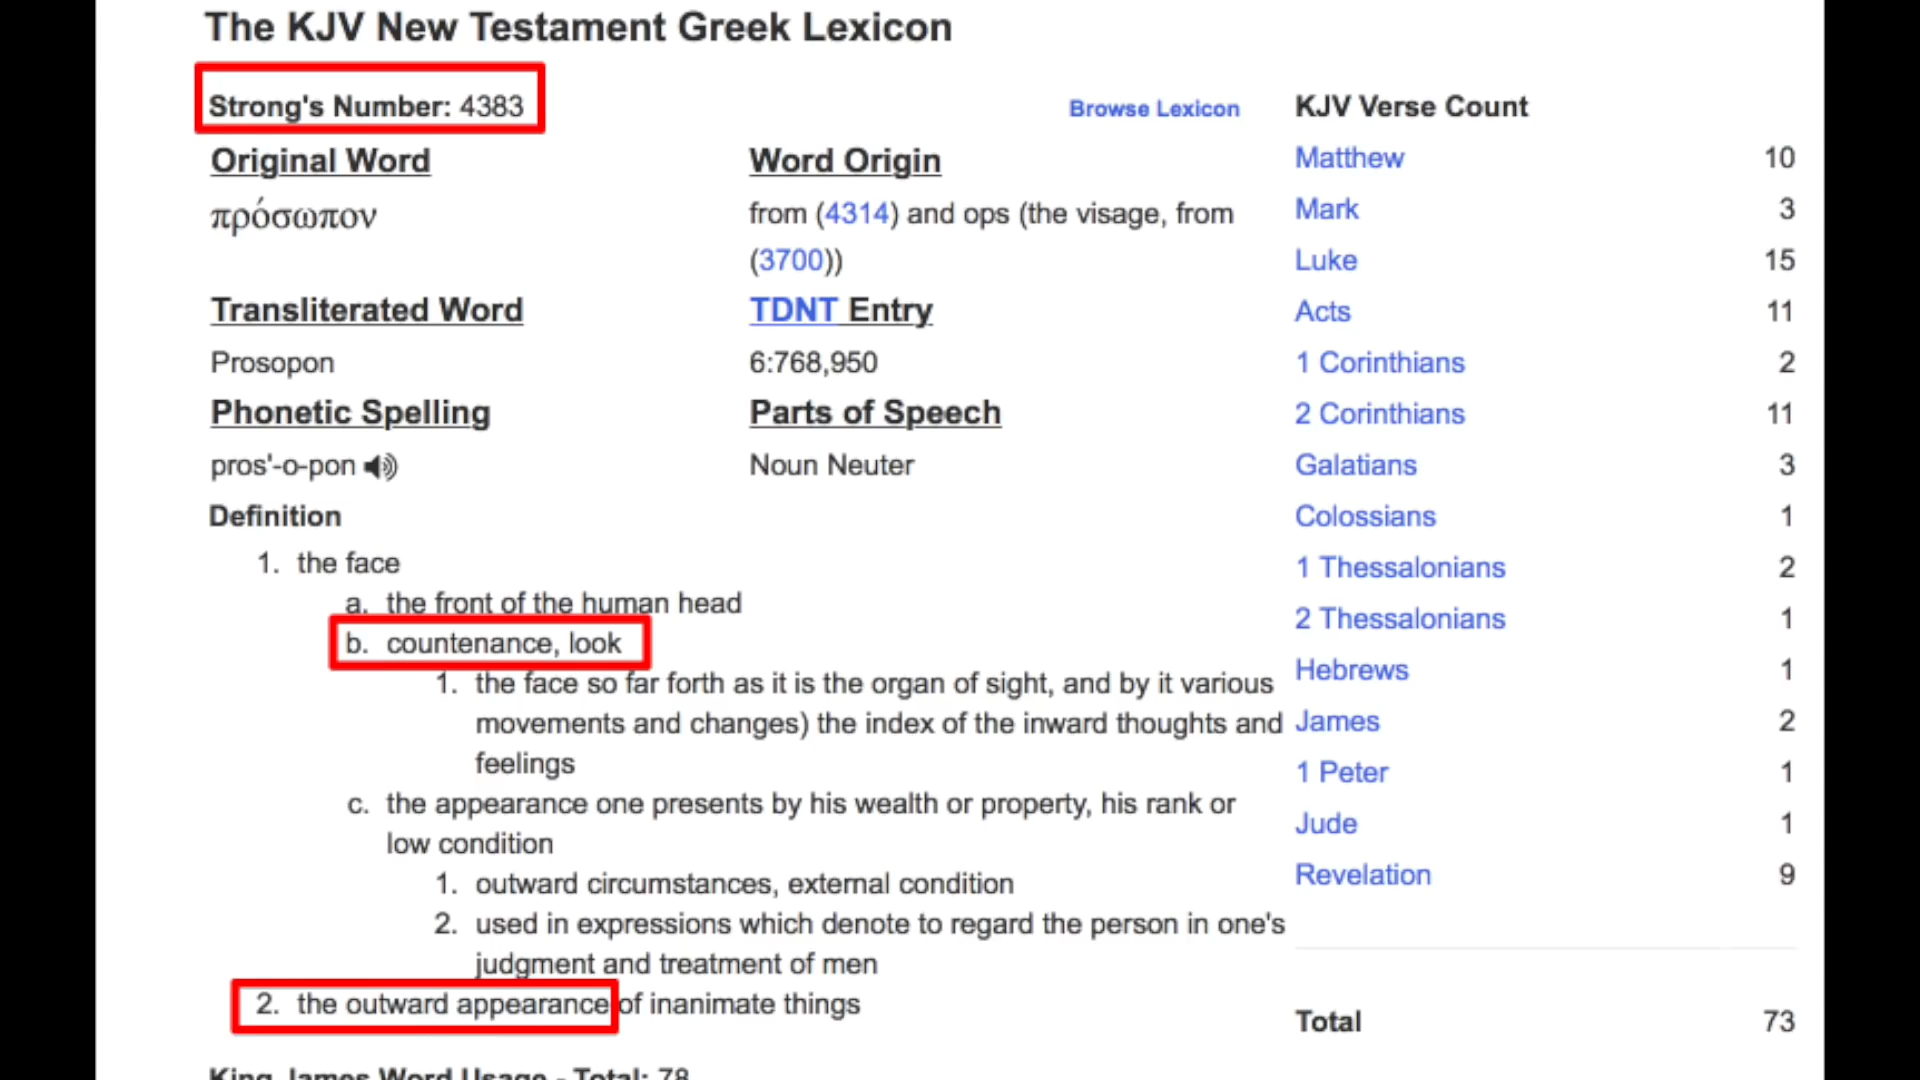 The KJV New Testament Greek Lexicon
Strong's Number: 4383
Browse Lexicon
Original Word
Word Origin
πρόσωπον
from (4314) and ops (the visage, from
(3700))
Transliterated Word
TDNT Entry
Prosopon
6:768,950
Phonetic Spelling
Parts of Speech
pros'-o-pon
Noun Neuter
Definition
1. the face
a. the front of the human head
b. countenance, look
1. the face so far forth as it is the organ of sight, and by it various
movements and changes) the index of the inward thoughts and
feelings
c. the appearance one presents by his wealth or property, his rank or
low condition
1. outward circumstances, external condition
2. used in expressions which denote to regard the person in one's
judgment and treatment of men
2. the outward appearance of inanimate things
King James Word Usage - Total: 78
KJV Verse Count
Matthew 10
Mark 3
Luke 15
Acts 11
1 Corinthians 2
2 Corinthians 11
Galatians 3
Colossians 1
1 Thessalonians 2
2 Thessalonians 1
Hebrews 1
James 2
1 Peter 1
Jude 1
Revelation 9
Total 73